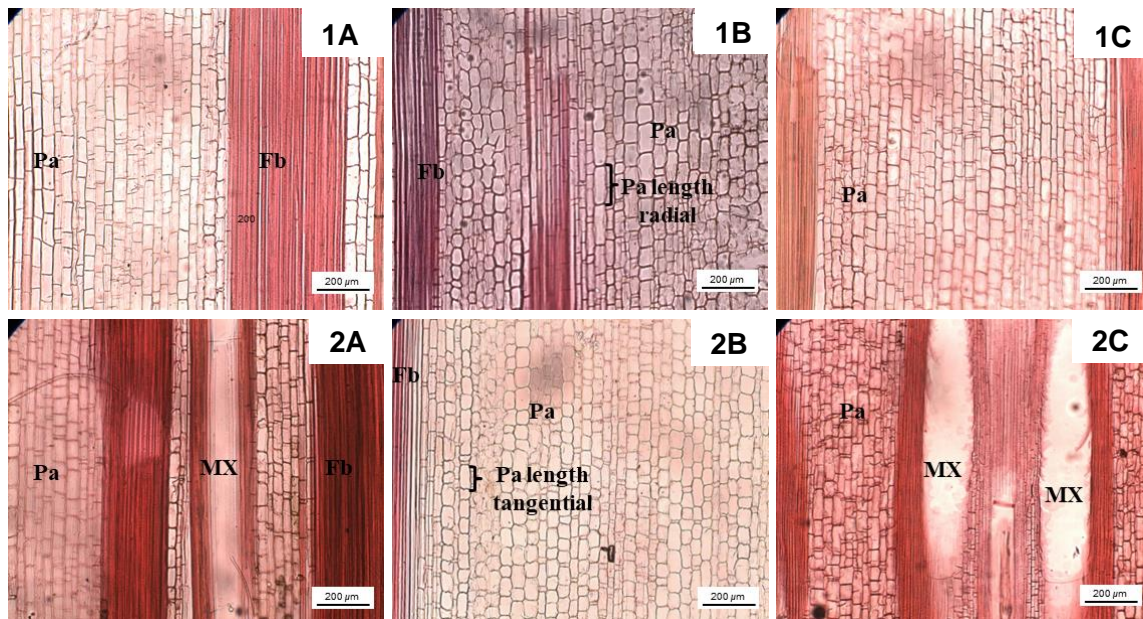 1A
Pa
Fb
200
200 µm
1B
Fb
Pa
Pa length
radial
200 µm
1C
Pa
200 µm
2A
Pa
MX
Fb
200 µm
2B
Fb
Pa
Pa length
tangential
200 µm
2C
Pa
MX
MX
200 µm